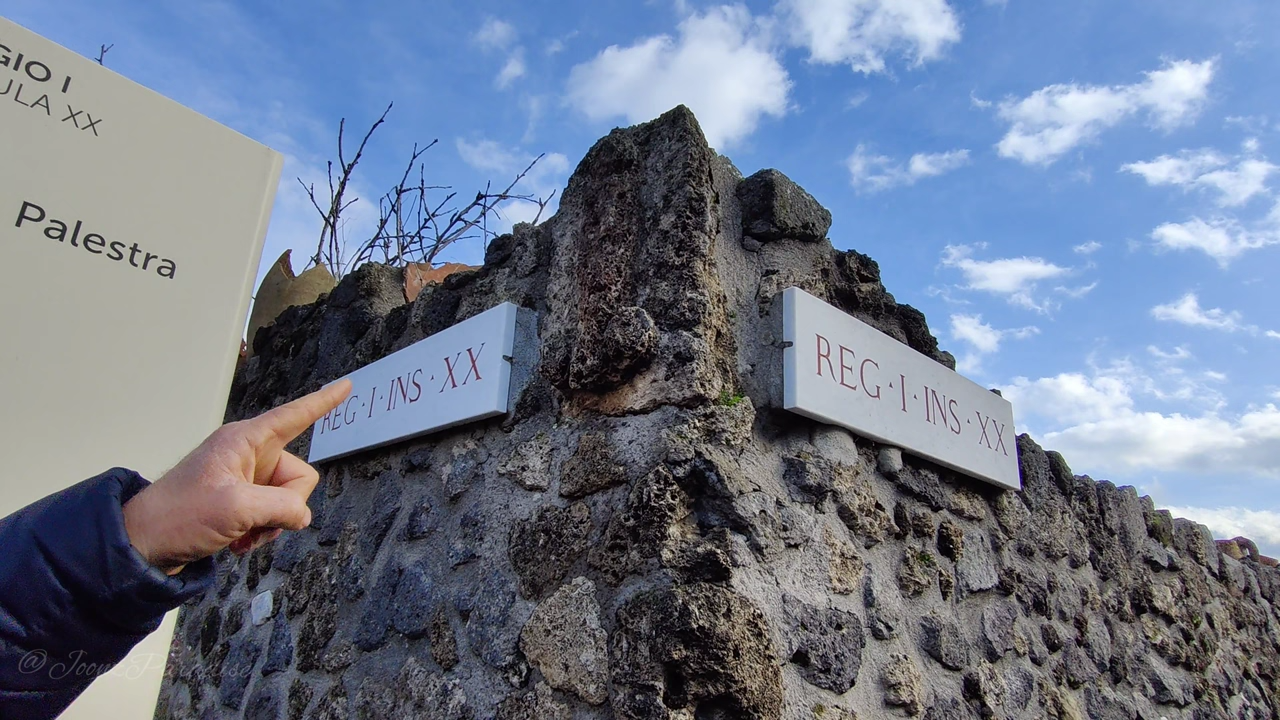 GIO I
ULA XX
Palestra
REG·I·INS·XX
REG·I·INS·XX